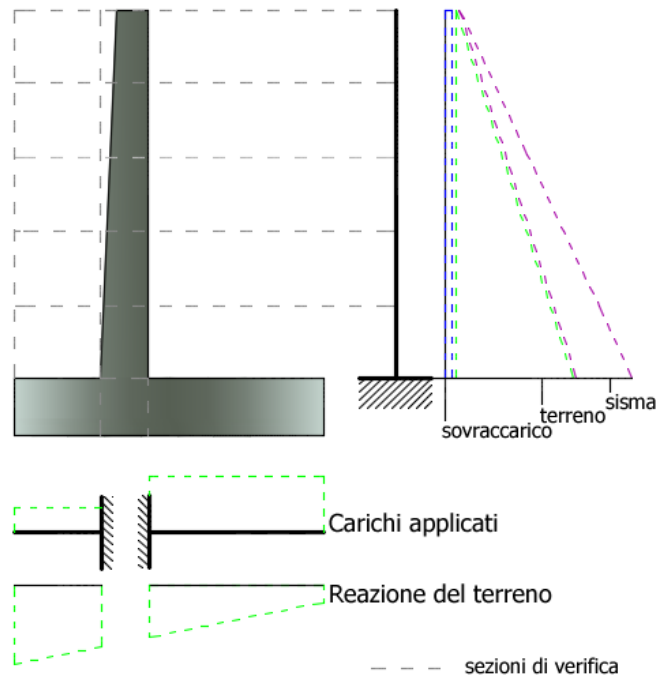 sisma
terreno
sovraccarico
Carichi applicati
Reazione del terreno
sezioni di verifica